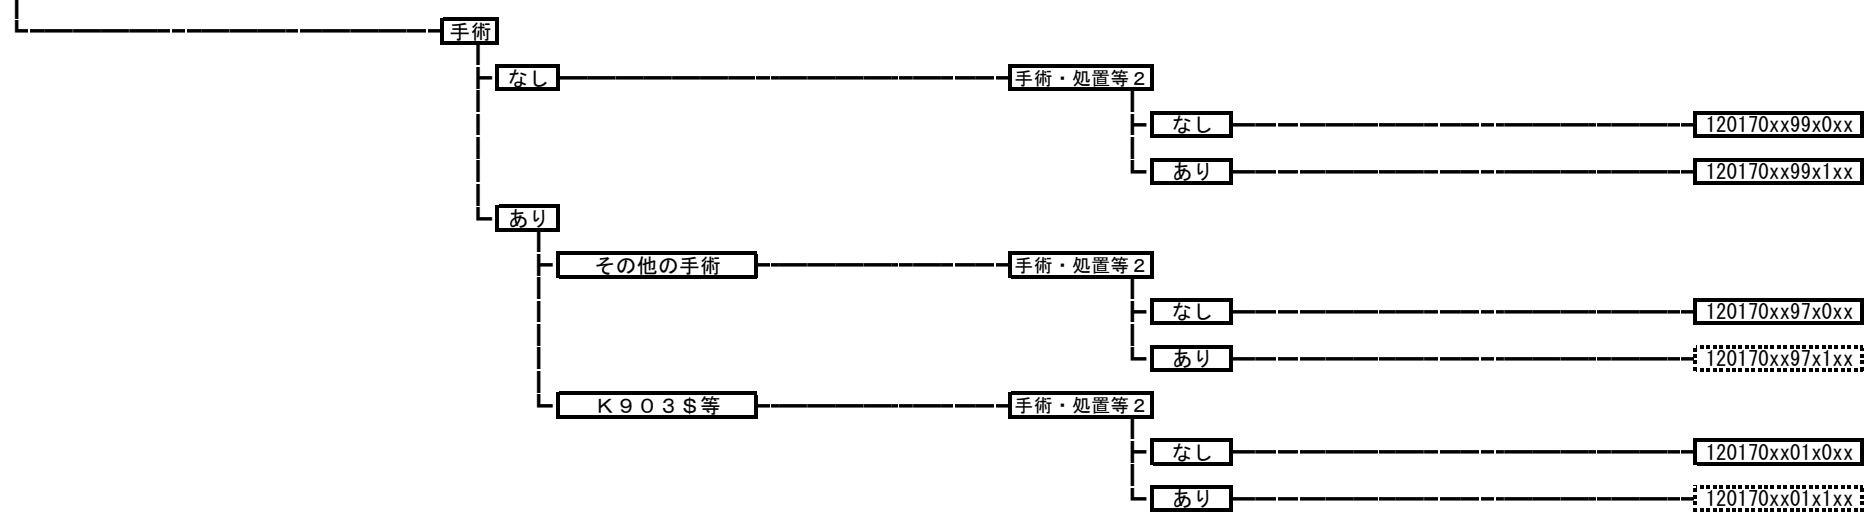 手術
なし 手術・処置等２
なし 120170xx99x0xx
あり 120170xx99x1xx
あり
その他の手術 手術・処置等２
なし 120170xx97x0xx
あり 120170xx97x1xx
Ｋ９０３＄等 手術・処置等２
なし 120170xx01x0xx
あり 120170xx01x1xx